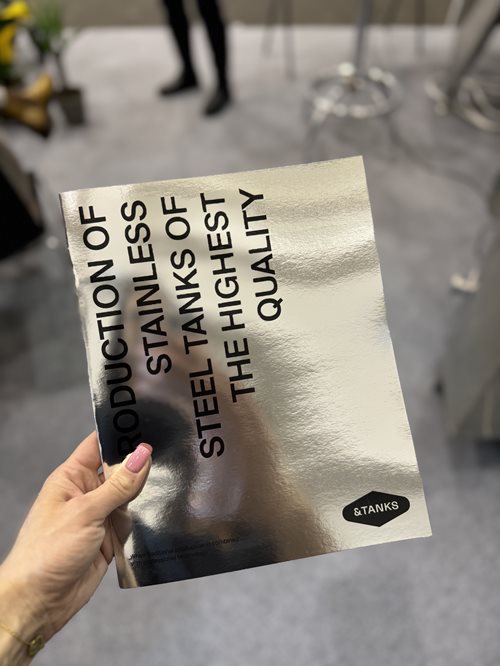 RODUCTION OF
STAINLESS
STEEL TANKS OF
THE HIGHEST
QUALITY
&TANKS